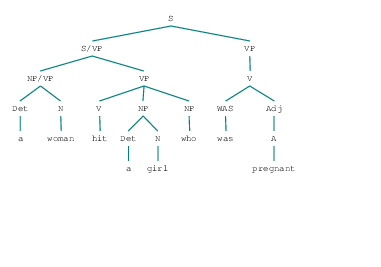 S
S/VP VP
NP/VP VP V
Det N V NP NP WAS Adj
a woman hit Det N who was A
a girl pregnant